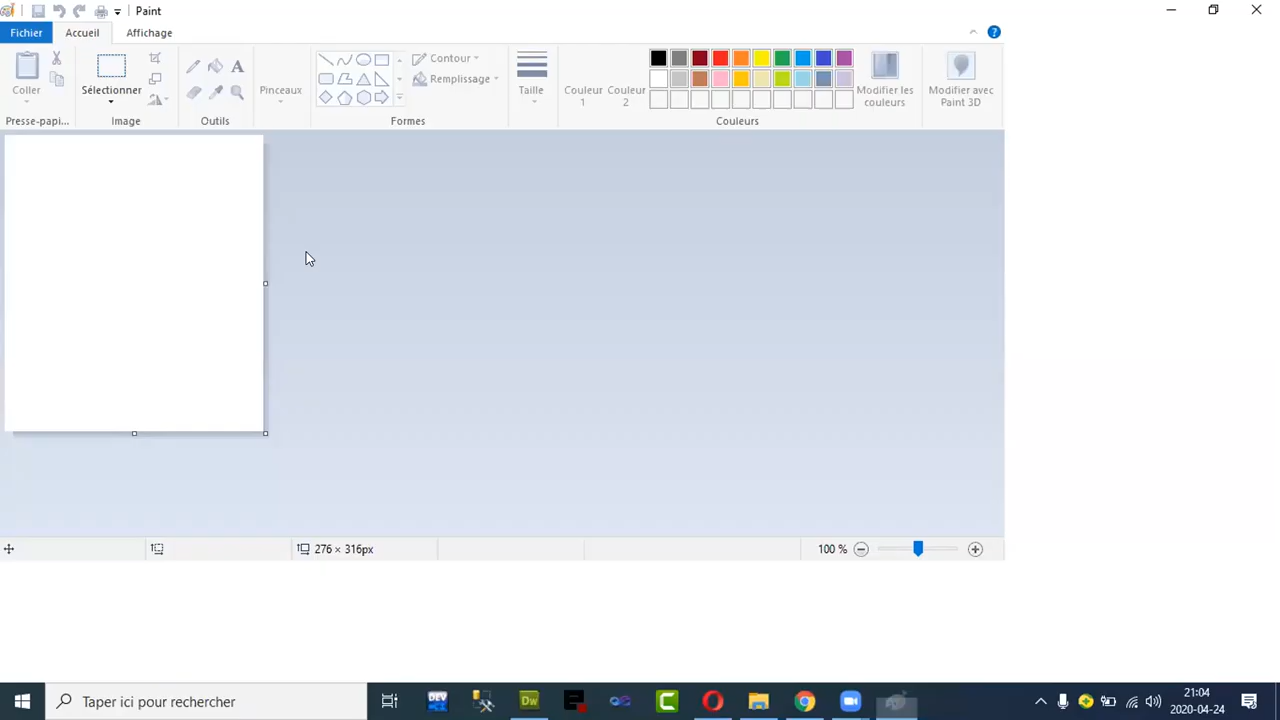 Paint
Fichier
Accueil
Affichage
Coller
Sélectionner
Pinceaux
Contour
Remplissage
Taille
Couleur
1
Couleur
2
Modifier les
couleurs
Modifier avec
Paint 3D
Presse-papi...
Image
Outils
Formes
Couleurs
276 × 316px
100 %
Taper ici pour rechercher
DEV
Dw
21:04
2020-04-24